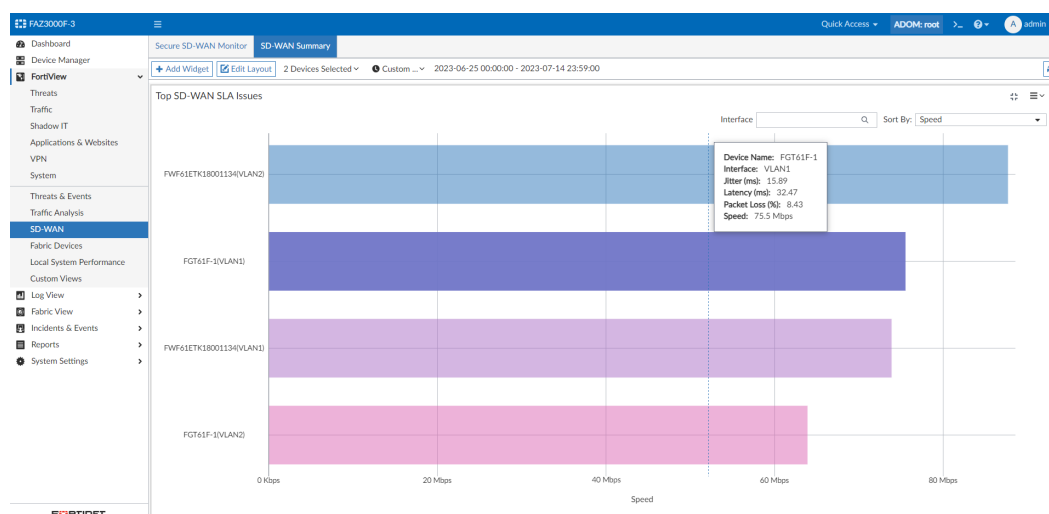 FAZ3000F-3
Quick Access
ADOM: root
admin
Dashboard
Device Manager
FortiView
Threats
Traffic
Shadow IT
Applications & Websites
VPN
System
Threats & Events
Traffic Analysis
SD-WAN
Fabric Devices
Local System Performance
Custom Views
Log View
Fabric View
Incidents & Events
Reports
System Settings
Secure SD-WAN Monitor SD-WAN Summary
+ Add Widget Edit Layout 2 Devices Selected Custom ... 2023-06-25 00:00:00 - 2023-07-14 23:59:00
Top SD-WAN SLA Issues
Interface Sort By: Speed
Device Name: FGT61F-1
Interface: VLAN1
Jitter (ms): 15.89
Latency (ms): 32.47
Packet Loss (%): 8.43
Speed: 75.5 Mbps
FWF61ETK18001134(VLAN2)
FGT61F-1(VLAN1)
FWF61ETK18001134(VLAN1)
FGT61F-1(VLAN2)
0 Kbps 20 Mbps 40 Mbps 60 Mbps 80 Mbps
Speed